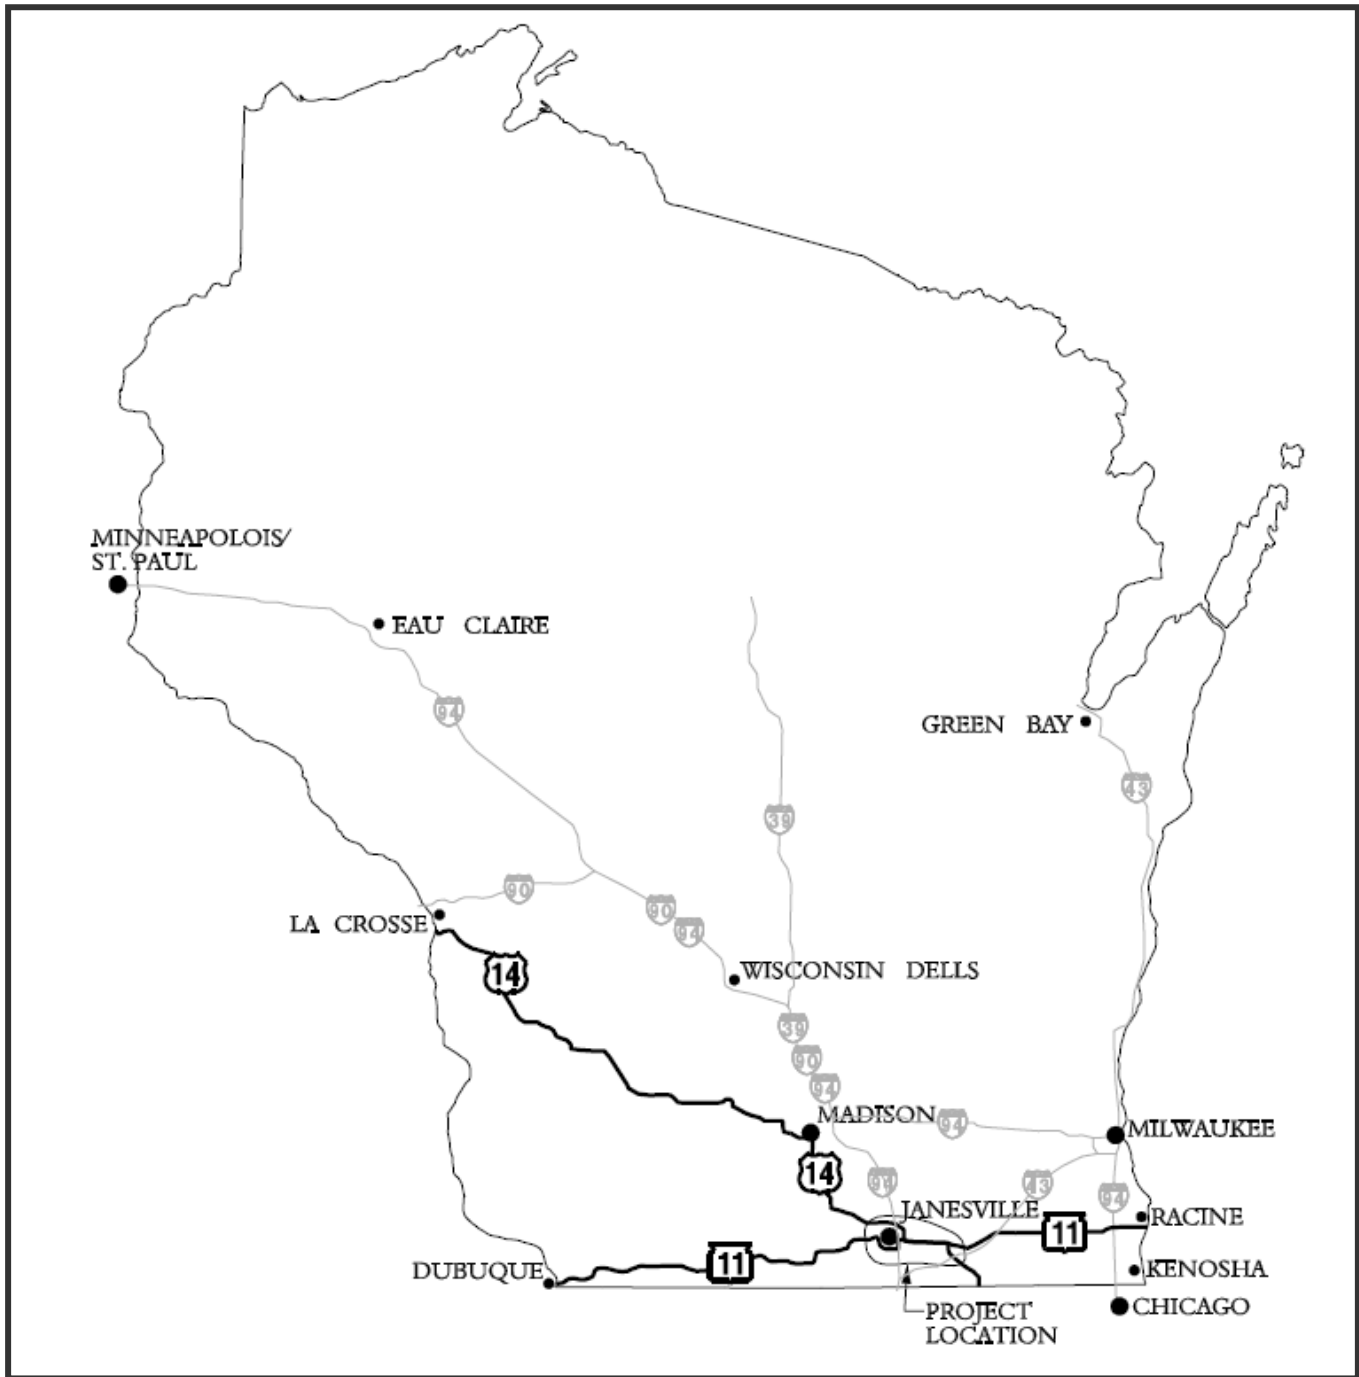 MINNEAPOLOIS/
ST. PAUL
EAU CLAIRE
94
GREEN BAY
43
39
90
90
94
LA CROSSE
14
WISCONSIN DELLS
39
90
94
MADISON
94
MILWAUKEE
14
94
43
94
JANESVILLE
RACINE
11
11
DUBUQUE
KENOSHA
CHICAGO
PROJECT
LOCATION